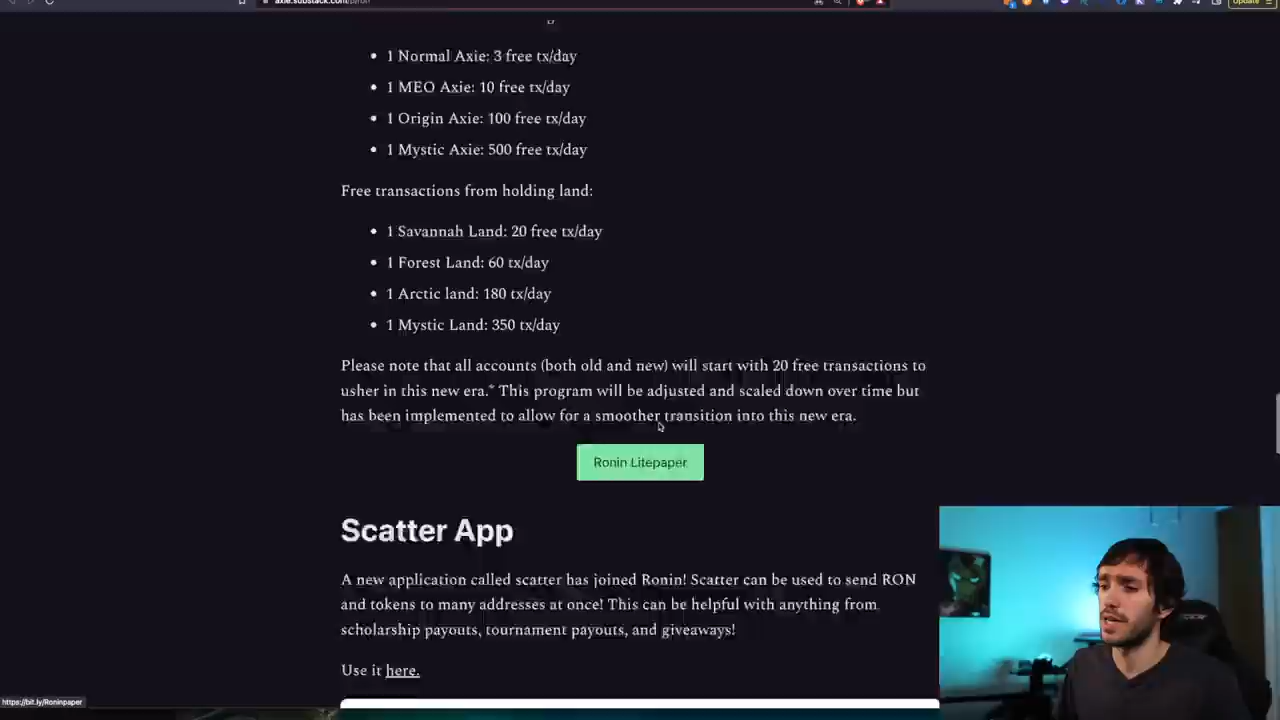 axie.substack.com/p/ron
Update
• 1 Normal Axie: 3 free tx/day
• 1 MEO Axie: 10 free tx/day
• 1 Origin Axie: 100 free tx/day
• 1 Mystic Axie: 500 free tx/day
Free transactions from holding land:
• 1 Savannah Land: 20 free tx/day
• 1 Forest Land: 60 tx/day
• 1 Arctic land: 180 tx/day
• 1 Mystic Land: 350 tx/day
Please note that all accounts (both old and new) will start with 20 free transactions to
usher in this new era.* This program will be adjusted and scaled down over time but
has been implemented to allow for a smoother transition into this new era.
Ronin Litepaper
Scatter App
A new application called scatter has joined Ronin! Scatter can be used to send RON
and tokens to many addresses at once! This can be helpful with anything from
scholarship payouts, tournament payouts, and giveaways!
Use it here.
https://bit.ly/Roninpaper